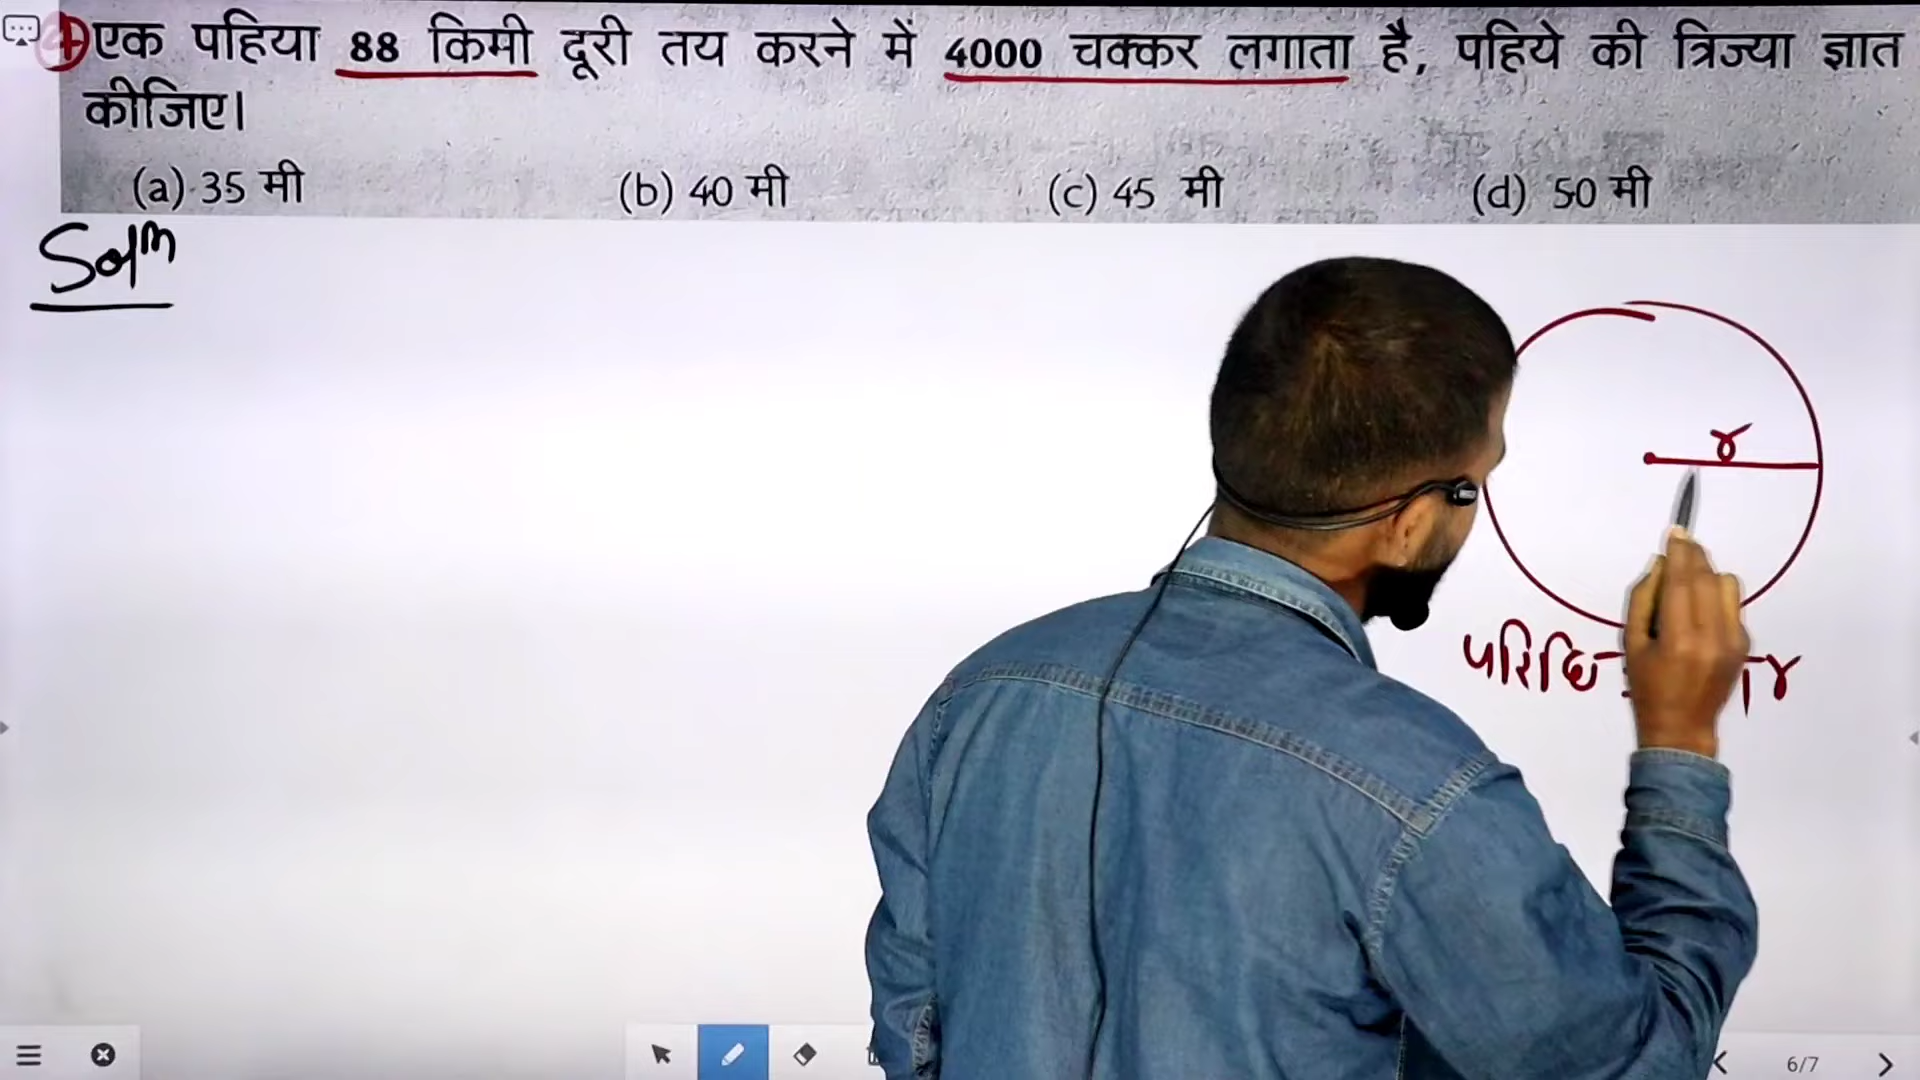 एक पहिया 88 किमी दूरी तय करने में 4000 चक्कर लगाता है, पहिये की त्रिज्या ज्ञात
कीजिए।
(a) 35 मी (b) 40 मी (c) 45 मी (d) 50 मी
Solⁿ
r
परिधि
r
6/7